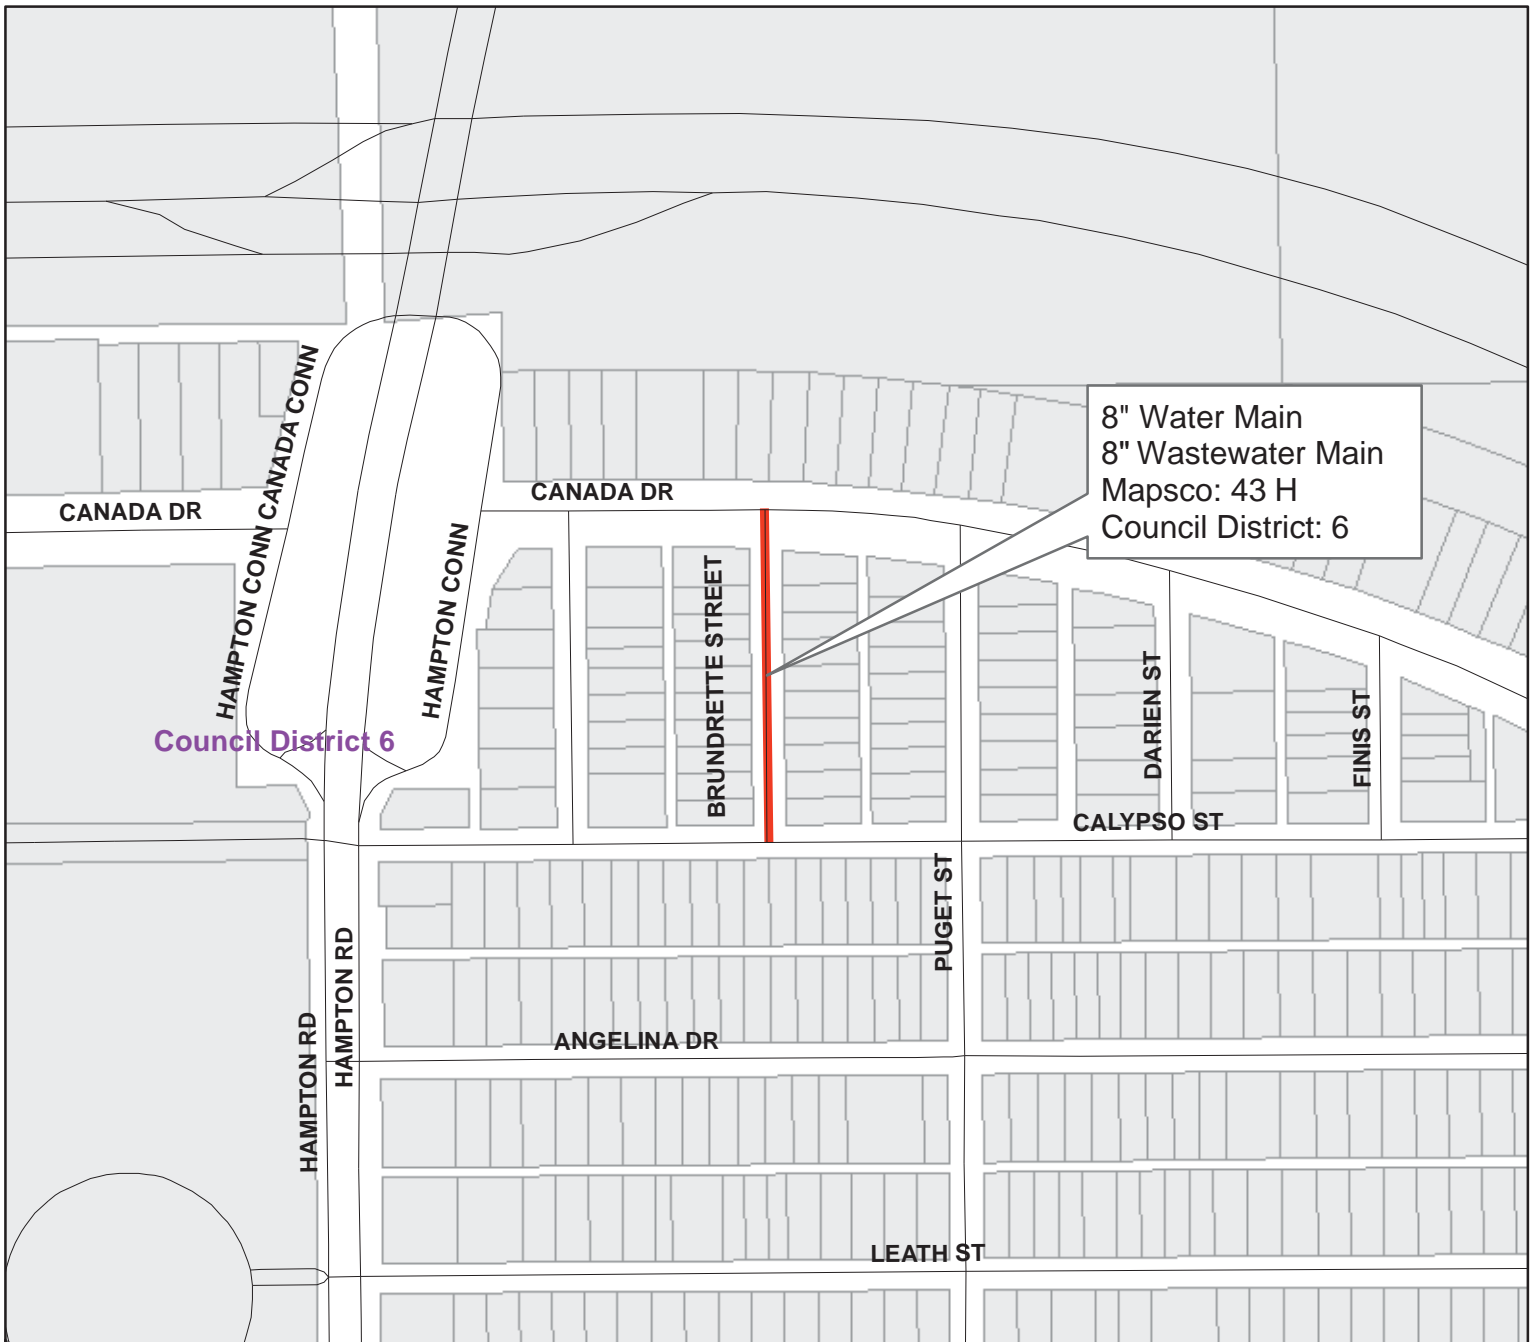 HAMPTON CONN CANADA CONN
8" Water Main
8" Wastewater Main
Mapsco: 43 H
Council District: 6
CANADA DR
CANADA DR
HAMPTON CONN
BRUNDRETTE STREET
DARIEN ST
FINIS ST
Council District 6
CALYPSO ST
PUGET ST
HAMPTON RD
HAMPTON RD
ANGELINA DR
LEATH ST